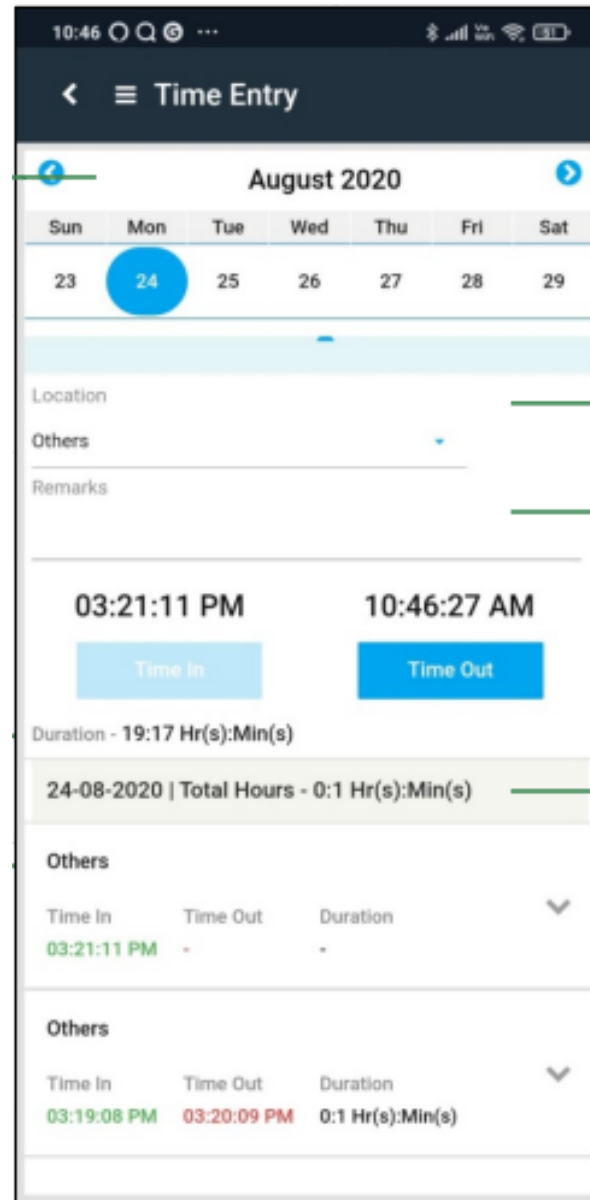 10:46
Time Entry
August 2020
Sun Mon Tue Wed Thu Fri Sat
23 24 25 26 27 28 29
Location
Others
Remarks
03:21:11 PM 10:46:27 AM
Time In Time Out
Duration - 19:17 Hr(s):Min(s)
24-08-2020 | Total Hours - 0:1 Hr(s):Min(s)
Others
Time In Time Out Duration
03:21:11 PM - -
Others
Time In Time Out Duration
03:19:08 PM 03:20:09 PM 0:1 Hr(s):Min(s)